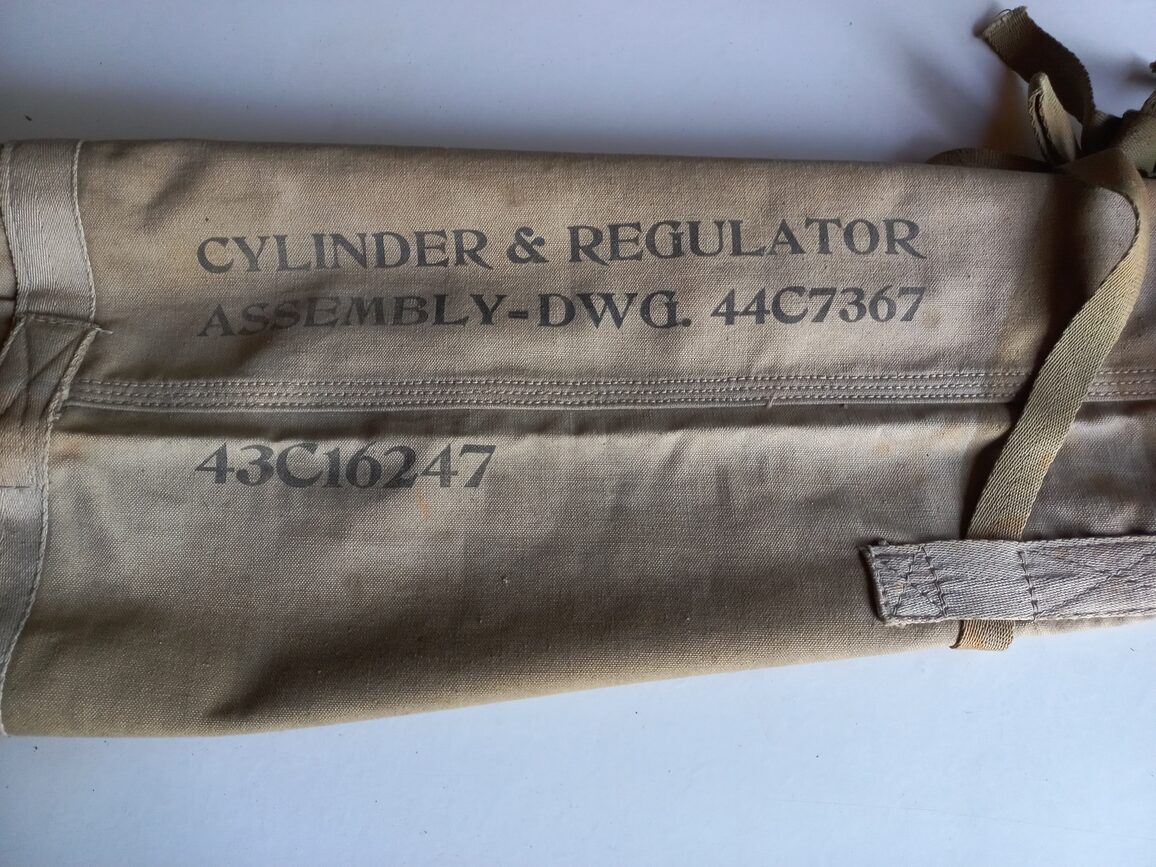 CYLINDER & REGULATOR
ASSEMBLY-DWG. 44C7367
43C16247